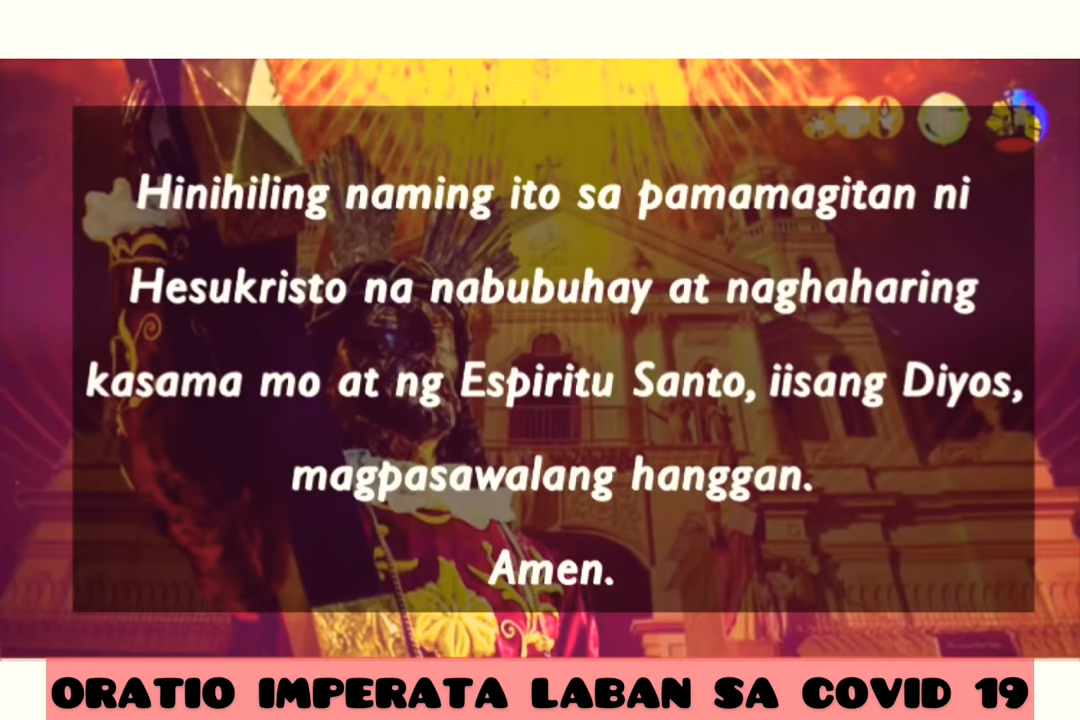 Hinihiling naming ito sa pamamagitan ni
Hesukristo na nabubuhay at naghaharing
kasama mo at ng Espiritu Santo, iisang Diyos,
magpasawalang hanggan.
Amen.
ORATIO IMPERATA LABAN SA COVID 19